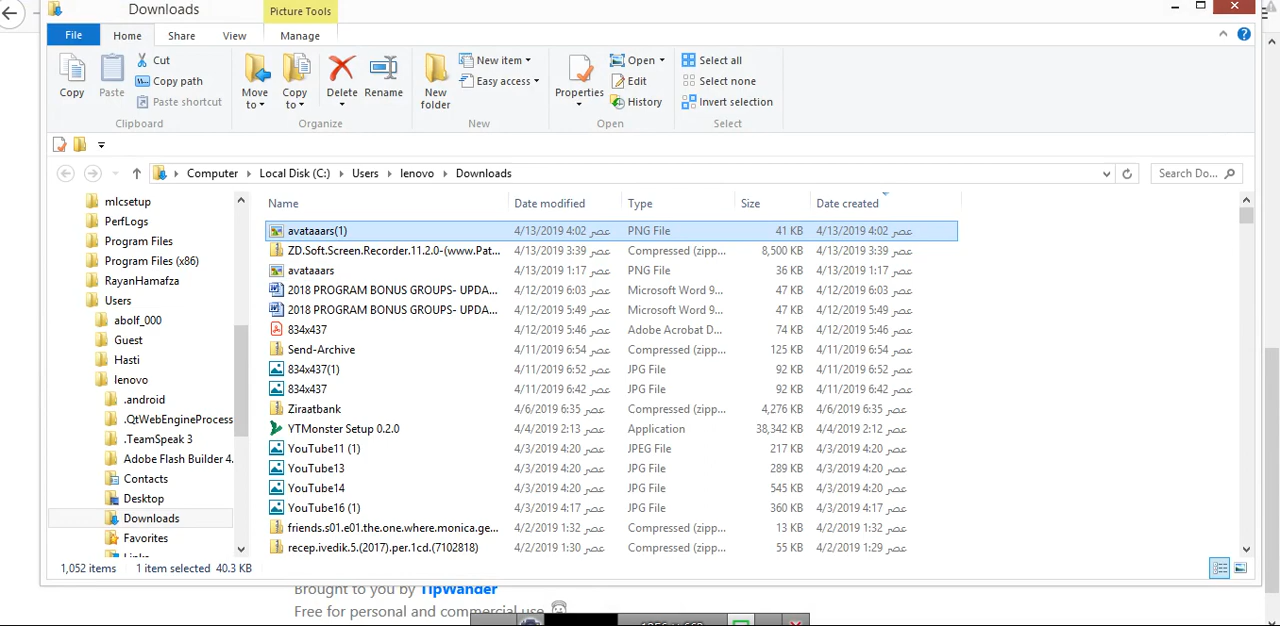 Downloads
Picture Tools
File
Home
Share
View
Manage
Copy
Paste
Cut
Copy path
Paste shortcut
Clipboard
Move to
Copy to
Delete
Rename
Organize
New folder
New item
Easy access
New
Properties
Open
Edit
History
Open
Select all
Select none
Invert selection
Select
Computer
Local Disk (C:)
Users
lenovo
Downloads
Search Do...
mlcsetup
PerfLogs
Program Files
Program Files (x86)
RayanHamafza
Users
abolf_000
Guest
Hasti
lenovo
.android
.QtWebEngineProcess
.TeamSpeak 3
Adobe Flash Builder 4.
Contacts
Desktop
Downloads
Favorites
Links
Name Date modified Type Size Date created
avataaars(1) 4/13/2019 4:02 عصر PNG File 41 KB 4/13/2019 4:02 عصر
ZD.Soft.Screen.Recorder.11.2.0-(www.Pat... 4/13/2019 3:39 عصر Compressed (zipp... 8,500 KB 4/13/2019 3:39 عصر
avataaars 4/13/2019 1:17 عصر PNG File 36 KB 4/13/2019 1:17 عصر
2018 PROGRAM BONUS GROUPS- UPDA... 4/12/2019 6:03 عصر Microsoft Word 9... 47 KB 4/12/2019 6:03 عصر
2018 PROGRAM BONUS GROUPS- UPDA... 4/12/2019 5:49 عصر Microsoft Word 9... 47 KB 4/12/2019 5:49 عصر
834x437 4/12/2019 5:46 عصر Adobe Acrobat D... 74 KB 4/12/2019 5:46 عصر
Send-Archive 4/11/2019 6:54 عصر Compressed (zipp... 125 KB 4/11/2019 6:54 عصر
834x437(1) 4/11/2019 6:52 عصر JPG File 92 KB 4/11/2019 6:52 عصر
834x437 4/11/2019 6:42 عصر JPG File 92 KB 4/11/2019 6:42 عصر
Ziraatbank 4/6/2019 6:35 عصر Compressed (zipp... 4,276 KB 4/6/2019 6:35 عصر
YTMonster Setup 0.2.0 4/4/2019 2:13 عصر Application 38,342 KB 4/4/2019 2:12 عصر
YouTube11 (1) 4/3/2019 4:20 عصر JPEG File 217 KB 4/3/2019 4:20 عصر
YouTube13 4/3/2019 4:20 عصر JPG File 289 KB 4/3/2019 4:20 عصر
YouTube14 4/3/2019 4:20 عصر JPG File 545 KB 4/3/2019 4:20 عصر
YouTube16 (1) 4/3/2019 4:17 عصر JPG File 360 KB 4/3/2019 4:17 عصر
friends.s01.e01.the.one.where.monica.ge... 4/2/2019 1:32 عصر Compressed (zipp... 13 KB 4/2/2019 1:32 عصر
recep.ivedik.5.(2017).per.1cd.(7102818) 4/2/2019 1:30 عصر Compressed (zipp... 55 KB 4/2/2019 1:29 عصر
1,052 items 1 item selected 40.3 KB
Brought to you by TipWander
Free for personal and commercial use